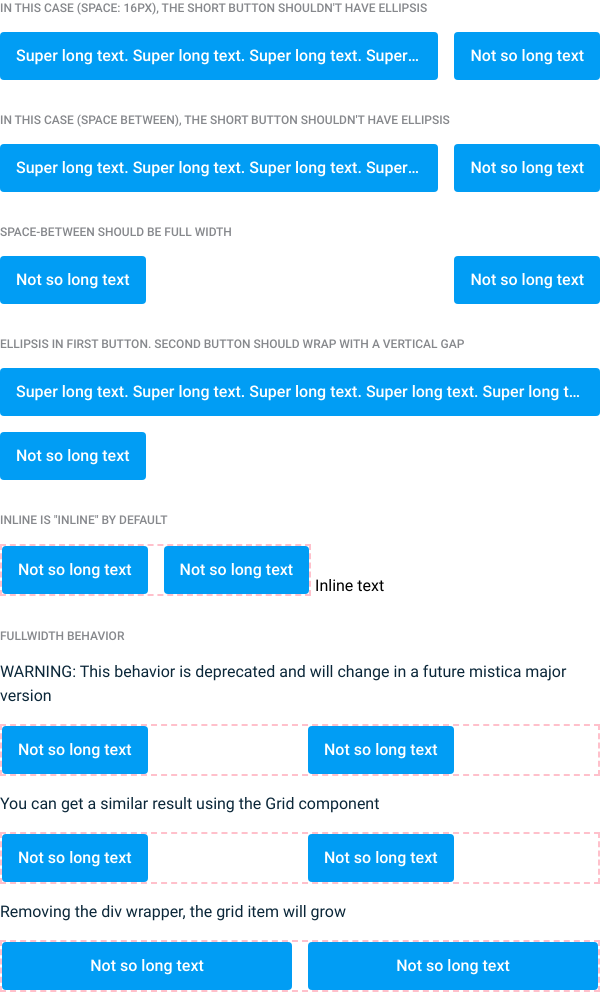 IN THIS CASE (SPACE: 16PX), THE SHORT BUTTON SHOULDN'T HAVE ELLIPSIS
Super long text. Super long text. Super long text. Super... Not so long text
IN THIS CASE (SPACE BETWEEN), THE SHORT BUTTON SHOULDN'T HAVE ELLIPSIS
Super long text. Super long text. Super long text. Super... Not so long text
SPACE-BETWEEN SHOULD BE FULL WIDTH
Not so long text Not so long text
ELLIPSIS IN FIRST BUTTON. SECOND BUTTON SHOULD WRAP WITH A VERTICAL GAP
Super long text. Super long text. Super long text. Super long text. Super long t...
Not so long text
INLINE IS "INLINE" BY DEFAULT
Not so long text Not so long text Inline text
FULLWIDTH BEHAVIOR
WARNING: This behavior is deprecated and will change in a future mistica major
version
Not so long text Not so long text
You can get a similar result using the Grid component
Not so long text Not so long text
Removing the div wrapper, the grid item will grow
Not so long text Not so long text